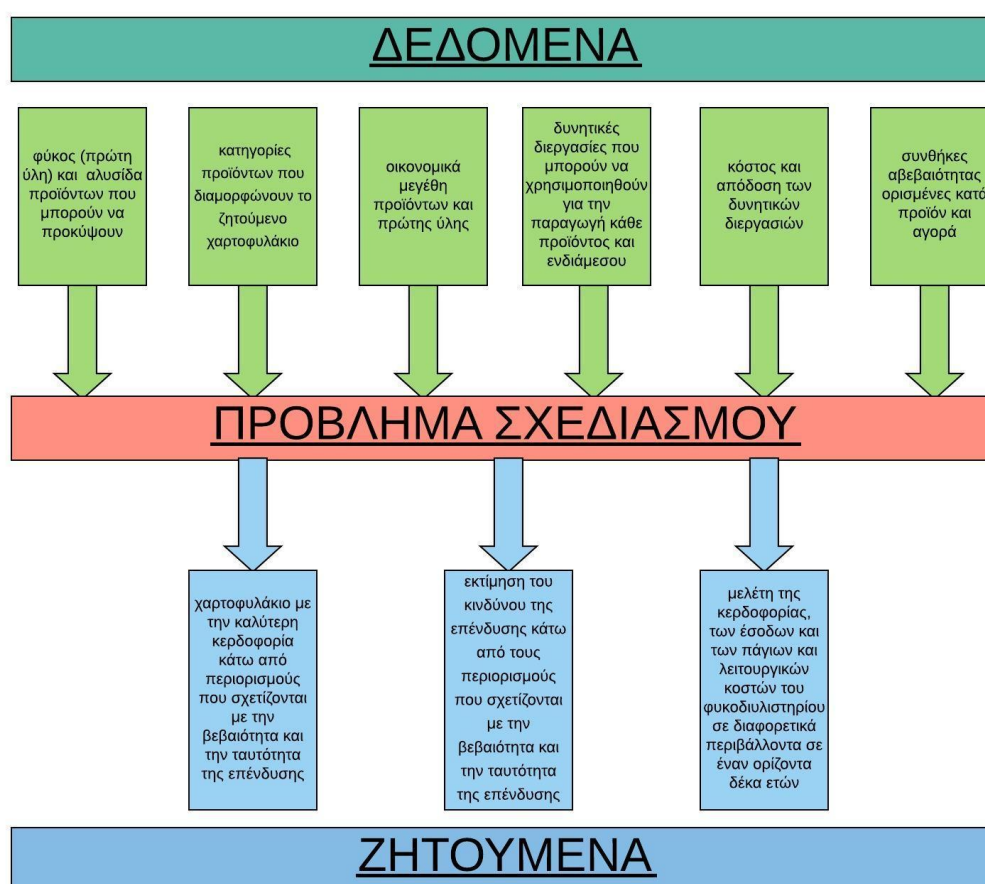 ΔΕΔΟΜΕΝΑ
φύκος (πρώτη
ύλη) και αλυσίδα
προϊόντων που
μπορούν να
προκύψουν
κατηγορίες
προϊόντων που
διαμορφώνουν το
ζητούμενο
χαρτοφυλάκιο
οικονομικά
μεγέθη
προϊόντων και
πρώτης ύλης
δυνητικές
διεργασίες που
μπορούν να
χρησιμοποιηθούν
για την
παραγωγή κάθε
προϊόντος και
ενδιάμεσου
κόστος και
απόδοση των
δυνητικών
διεργασιών
συνθήκες
αβεβαιότητας
ορισμένες κατά
προϊόν και
αγορά
ΠΡΟΒΛΗΜΑ ΣΧΕΔΙΑΣΜΟΥ
χαρτοφυλάκιο με
την καλύτερη
κερδοφορία
κάτω από
περιορισμούς
που σχετίζονται
με την
βεβαιότητα και
την ταυτότητα
της επένδυσης
εκτίμηση του
κινδύνου της
επένδυσης κάτω
από τους
περιορισμούς
που σχετίζονται
με την
βεβαιότητα και
την ταυτότητα
της επένδυσης
μελέτη της
κερδοφορίας,
των έσοδων και
των πάγιων και
λειτουργικών
κοστών του
φυκοδιυλιστηρίου
σε διαφορετικά
περιβάλλοντα σε
έναν ορίζοντα
δέκα ετών
ΖΗΤΟΥΜΕΝΑ